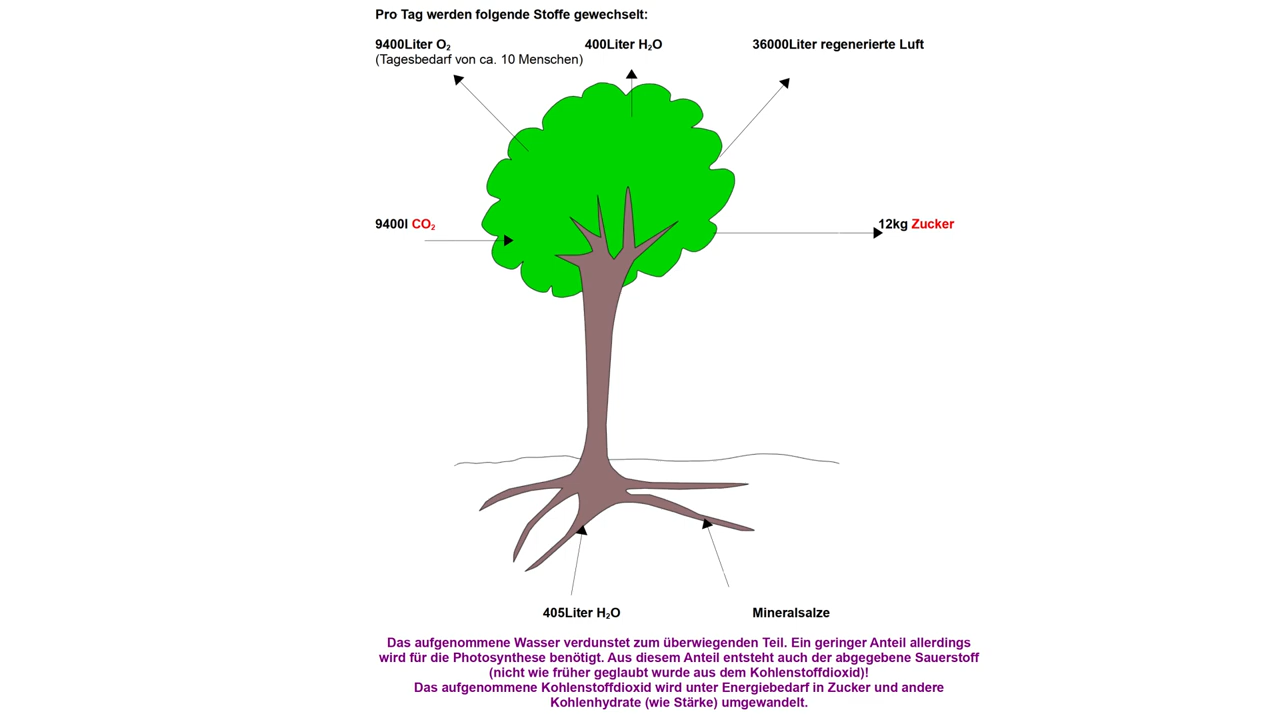 Pro Tag werden folgende Stoffe gewechselt:
9400Liter O₂
400Liter H₂O
36000Liter regenerierte Luft
(Tagesbedarf von ca. 10 Menschen)
9400l CO₂
12kg Zucker
405Liter H₂O
Mineralsalze
Das aufgenommene Wasser verdunstet zum überwiegenden Teil. Ein geringer Anteil allerdings
wird für die Photosynthese benötigt. Aus diesem Anteil entsteht auch der abgegebene Sauerstoff
(nicht wie früher geglaubt wurde aus dem Kohlenstoffdioxid)!
Das aufgenommene Kohlenstoffdioxid wird unter Energiebedarf in Zucker und andere
Kohlenhydrate (wie Stärke) umgewandelt.